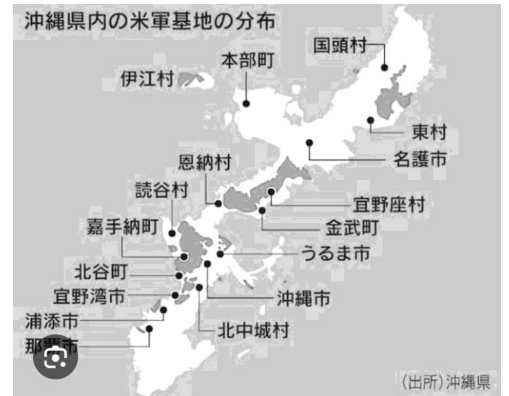 沖縄県内の米軍基地の分布
国頭村
本部町
伊江村
東村
名護市
恩納村
読谷村
宜野座村
嘉手納町
金武町
うるま市
北谷町
宜野湾市
沖縄市
浦添市
北中城村
那覇市
(出所)沖縄県